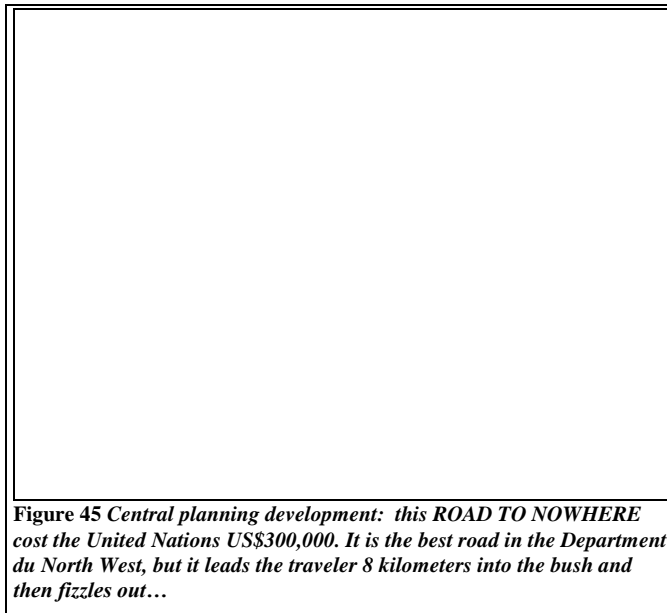 Figure 45 Central planning development:  this ROAD TO NOWHERE
cost the United Nations US$300,000. It is the best road in the Department
du North West, but it leads the traveler 8 kilometers into the bush and
then fizzles out…